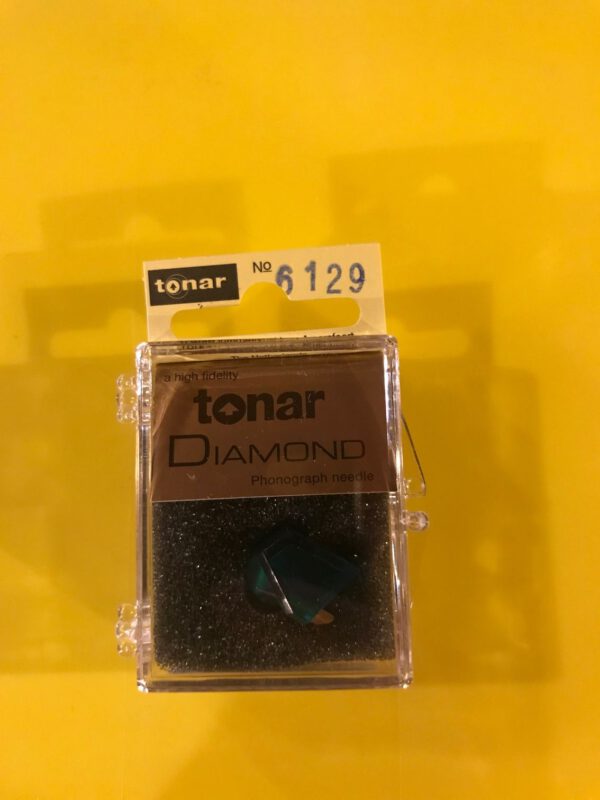 tonar No 6129
a high fidelity
tonar
DIAMOND
Phonograph needle